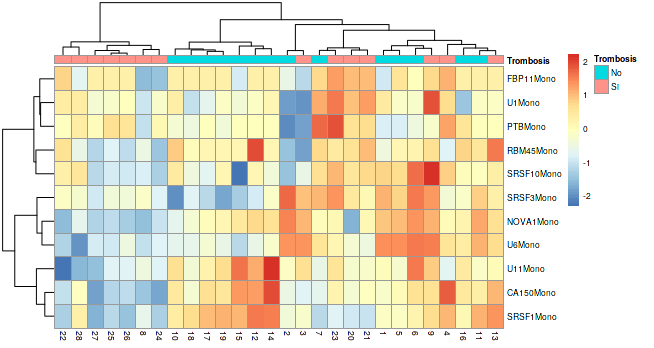 Trombosis
FBP11Mono
U1Mono
PTBMono
RBM45Mono
SRSF10Mono
SRSF3Mono
NOVA1Mono
U6Mono
U11Mono
CA150Mono
SRSF1Mono
22 28 27 25 26 8 24 10 18 17 19 15 12 14 2 3 7 23 20 21 1 5 6 9 4 16 11 13
2
1
0
-1
-2
Trombosis
No
SI